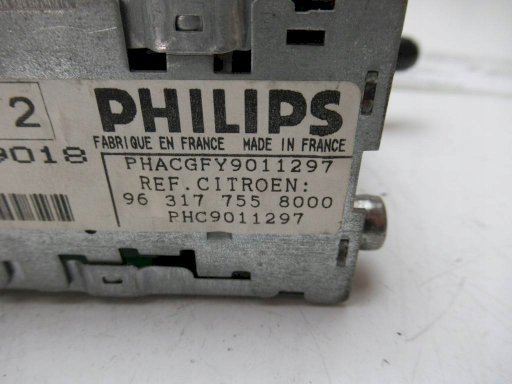 2
PHILIPS
FABRIQUE EN FRANCE MADE IN FRANCE
9018
PHACGFY9011297
REF.CITROEN:
96 317 755 8000
PHC9011297